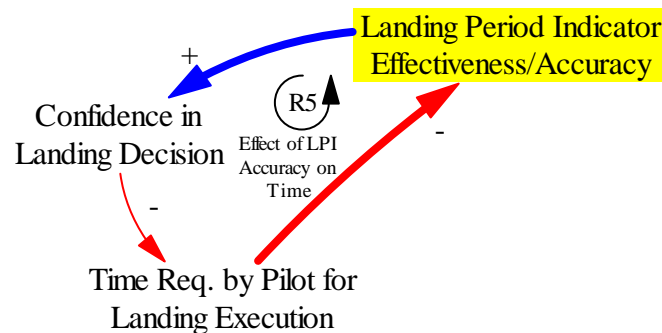 Landing Period Indicator
Effectiveness/Accuracy
+
R5
Confidence in
Landing Decision
Effect of LPI
Accuracy on
Time
-
-
Time Req. by Pilot for
Landing Execution